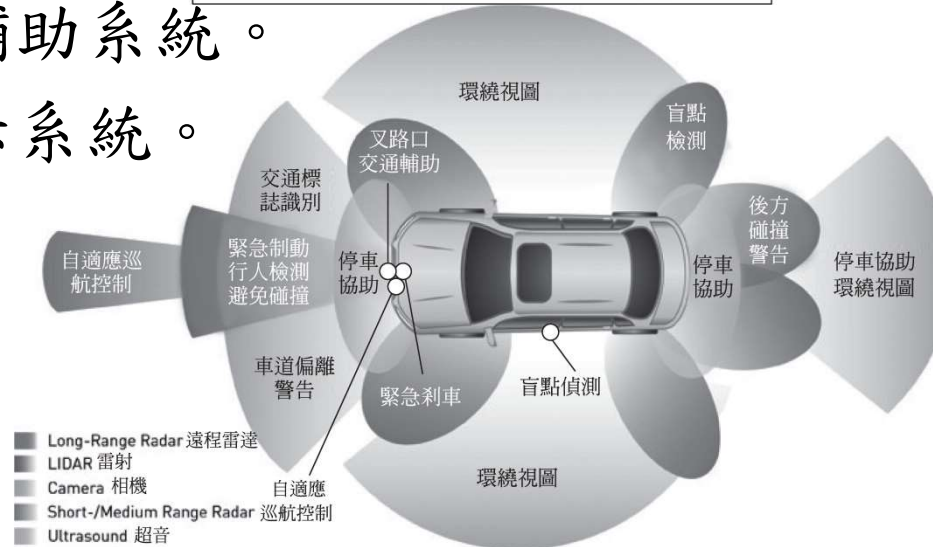 補助系統。
系統。
環繞視圖
盲點
檢測
叉路口
交通輔助
交通標
誌識別
後方
碰撞
警告
自適應巡
航控制
緊急制動
行人檢測
避免碰撞
停車
協助
停車
協助
停車協助
環繞視圖
車道偏離
警告
緊急剎車
盲點偵測
環繞視圖
自適應
巡航控制
Long-Range Radar 遠程雷達
LIDAR 雷射
Camera 相機
Short-/Medium Range Radar
Ultrasound 超音